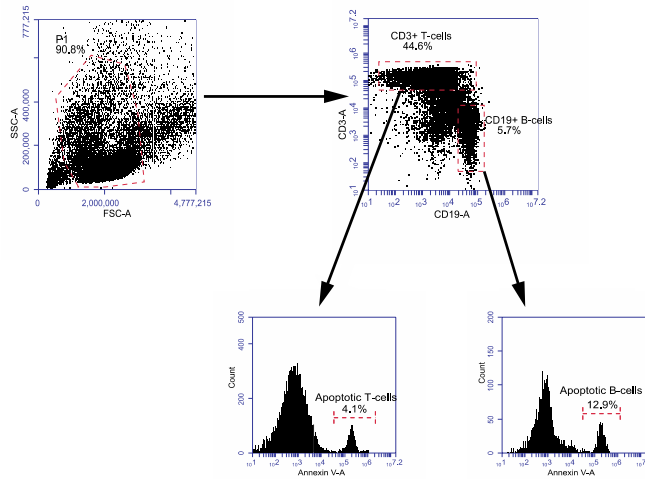 777,215
P1
90.8%
400,000
200,000
0
SSC-A
0
2,000,000
4,777,215
FSC-A
CD3+ T-cells
44.6%
10^7.2
10^6
10^5
10^4
10^3
10^2
10^1
CD3-A
CD19+ B-cells
5.7%
10^1 10^2 10^3 10^4 10^5 10^6 10^7.2
CD19-A
500
400
200
0
Count
Apoptotic T-cells
4.1%
10^1 10^2 10^3 10^4 10^5 10^6 10^7.2
Annexin V-A
200
150
100
50
0
Count
Apoptotic B-cells
12.9%
10^1 10^2 10^3 10^4 10^5 10^6 10^7.2
Annexin V-A